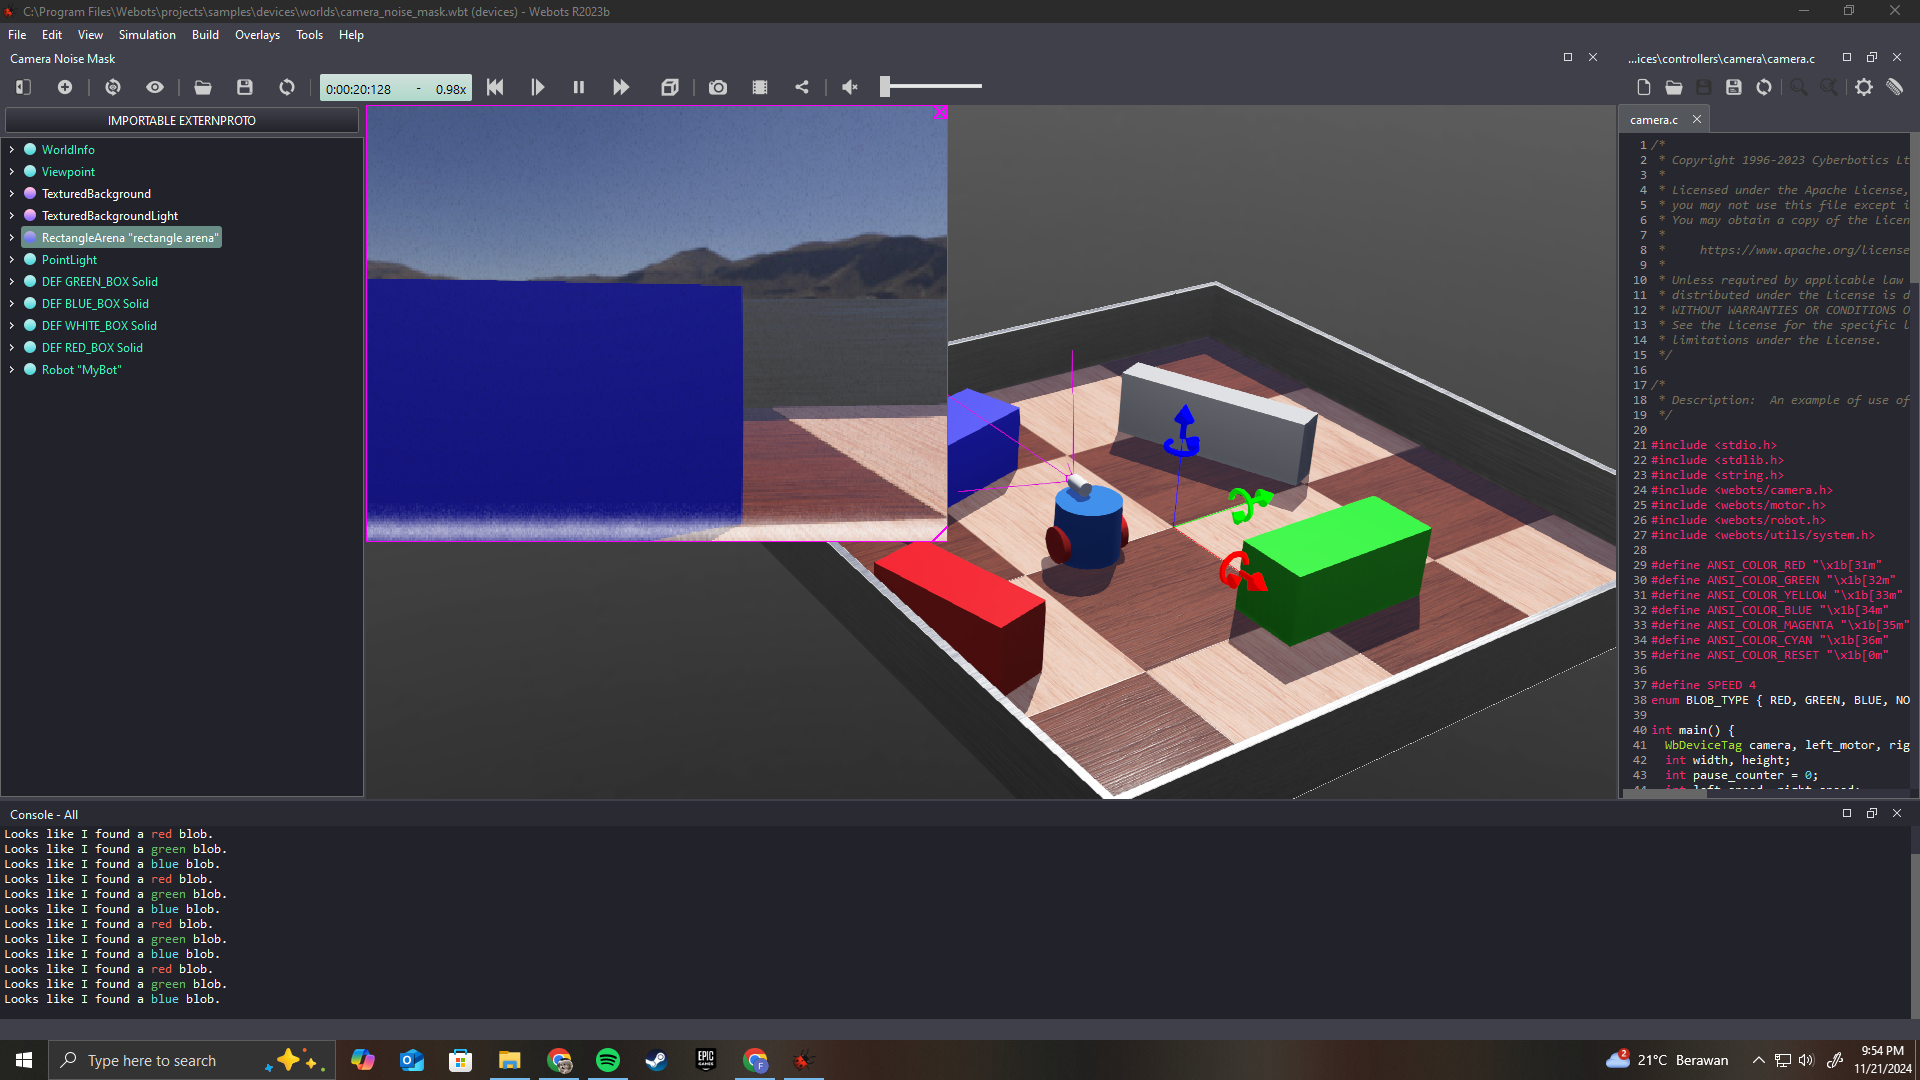 C:\Program Files\Webots\projects\samples\devices\worlds\camera_noise_mask.wbt (devices) - Webots R2023b
File Edit View Simulation Build Overlays Tools Help
Camera Noise Mask
0:00:20:128 - 0.98x
IMPORTABLE EXTERNPROTO
WorldInfo
Viewpoint
TexturedBackground
TexturedBackgroundLight
RectangleArena "rectangle arena"
PointLight
DEF GREEN_BOX Solid
DEF BLUE_BOX Solid
DEF WHITE_BOX Solid
DEF RED_BOX Solid
Robot "MyBot"
...ices\controllers\camera\camera.c
camera.c
1 /*
2 * Copyright 1996-2023 Cyberbotics Lt
3 *
4 * Licensed under the Apache License,
5 * you may not use this file except i
6 * You may obtain a copy of the Licen
7 *
8 * https://www.apache.org/license
9 *
10 * Unless required by applicable law
11 * distributed under the License is d
12 * WITHOUT WARRANTIES OR CONDITIONS O
13 * See the License for the specific l
14 * limitations under the License.
15 */
16
17 /*
18 * Description: An example of use of
19 */
20
21 #include <stdio.h>
22 #include <stdlib.h>
23 #include <string.h>
24 #include <webots/camera.h>
25 #include <webots/motor.h>
26 #include <webots/robot.h>
27 #include <webots/utils/system.h>
28
29 #define ANSI_COLOR_RED "\x1b[31m"
30 #define ANSI_COLOR_GREEN "\x1b[32m"
31 #define ANSI_COLOR_YELLOW "\x1b[33m"
32 #define ANSI_COLOR_BLUE "\x1b[34m"
33 #define ANSI_COLOR_MAGENTA "\x1b[35m"
34 #define ANSI_COLOR_CYAN "\x1b[36m"
35 #define ANSI_COLOR_RESET "\x1b[0m"
36
37 #define SPEED 4
38 enum BLOB_TYPE { RED, GREEN, BLUE, NO
39
40 int main() {
41 WbDeviceTag camera, left_motor, rig
42 int width, height;
43 int pause_counter = 0;
Console - All
Looks like I found a red blob.
Looks like I found a green blob.
Looks like I found a blue blob.
Looks like I found a red blob.
Looks like I found a green blob.
Looks like I found a blue blob.
Looks like I found a red blob.
Looks like I found a green blob.
Looks like I found a blue blob.
Looks like I found a red blob.
Looks like I found a green blob.
Looks like I found a blue blob.
Type here to search
EPIC GAMES
2
21°C Berawan
9:54 PM
11/21/2024